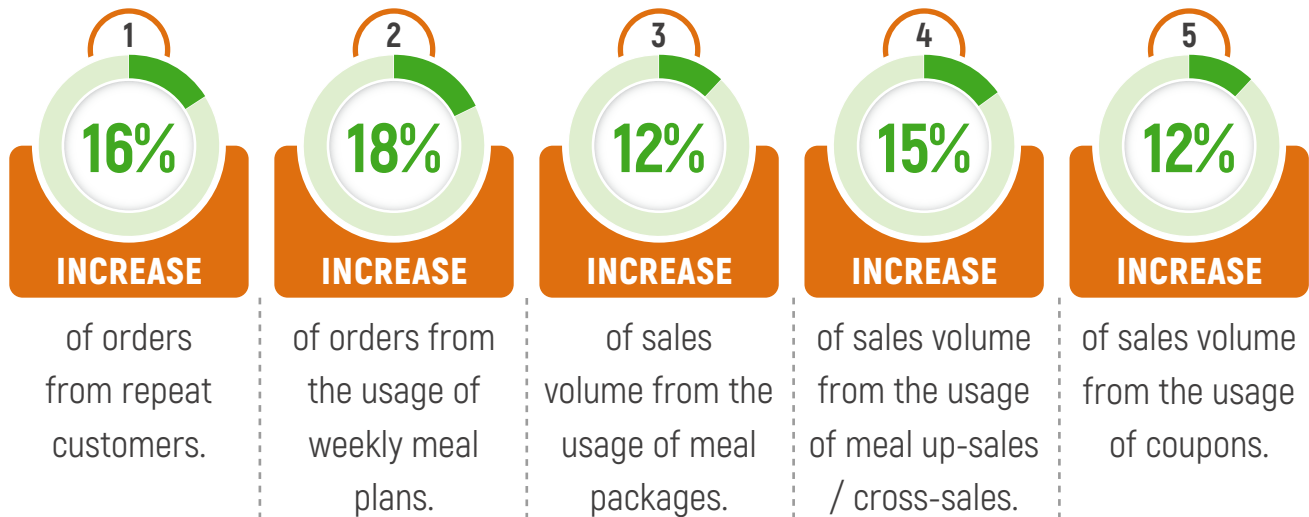 1
16%
INCREASE
of orders
from repeat
customers.
2
18%
INCREASE
of orders from
the usage of
weekly meal
plans.
3
12%
INCREASE
of sales
volume from the
usage of meal
packages.
4
15%
INCREASE
of sales volume
from the usage
of meal up-sales
/ cross-sales.
5
12%
INCREASE
of sales volume
from the usage
of coupons.